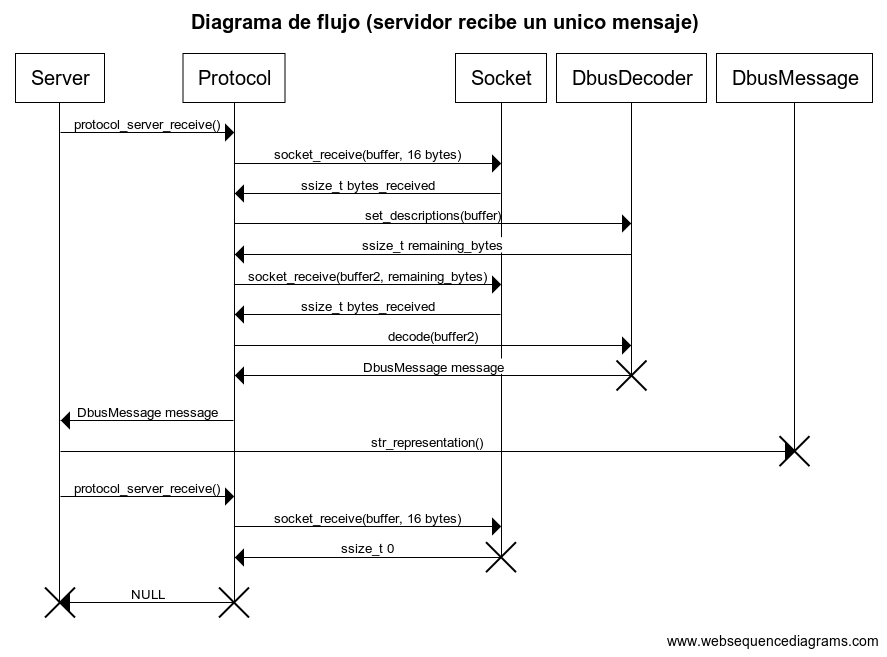 Diagrama de flujo (servidor recibe un unico mensaje)
Server
Protocol
Socket
DbusDecoder
DbusMessage
protocol_server_receive()
socket_receive(buffer, 16 bytes)
ssize_t bytes_received
set_descriptions(buffer)
ssize_t remaining_bytes
socket_receive(buffer2, remaining_bytes)
ssize_t bytes_received
decode(buffer2)
DbusMessage message
DbusMessage message
str_representation()
protocol_server_receive()
socket_receive(buffer, 16 bytes)
ssize_t 0
NULL
www.websequencediagrams.com